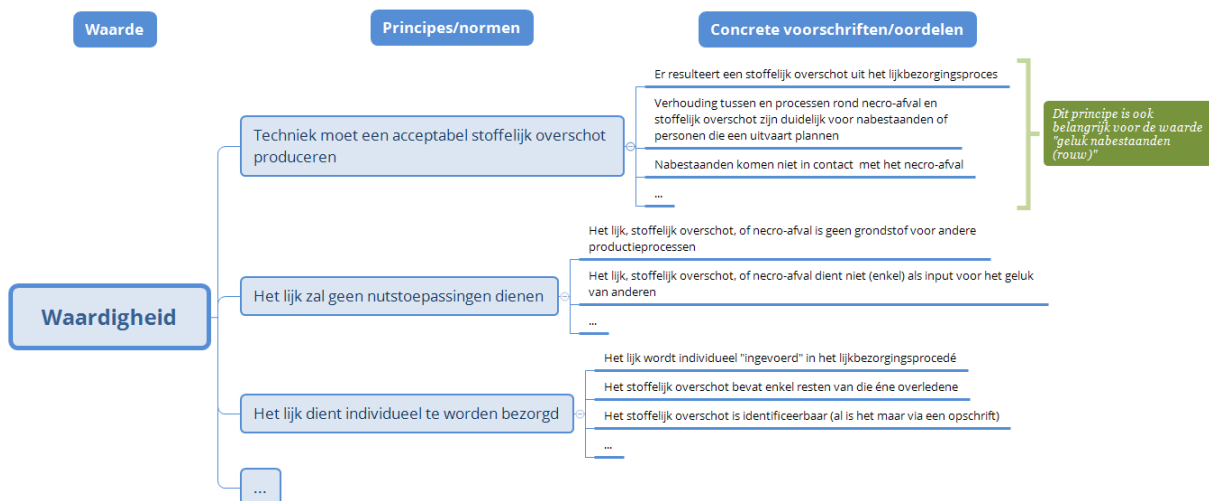 Waarde
Principes/normen
Concrete voorschriften/oordelen
Er resulteert een stoffelijk overschot uit het lijkbezorgingsproces
Verhouding tussen en processen rond necro-afval en
stoffelijk overschot zijn duidelijk voor nabestaanden of
personen die een uitvaart plannen
Techniek moet een acceptabel stoffelijk overschot
produceren
Nabestaanden komen niet in contact met het necro-afval
...
Dit principe is ook
belangrijk voor de waarde
"geluk nabestaanden
(rouw)"
Het lijk, stoffelijk overschot, of necro-afval is geen grondstof voor andere
productieprocessen
Het lijk, stoffelijk overschot, of necro-afval dient niet (enkel) als input voor het geluk
van anderen
Het lijk zal geen nutstoepassingen dienen
...
Waardigheid
Het lijk wordt individueel "ingevoerd" in het lijkbezorgingsprocedé
Het stoffelijk overschot bevat enkel resten van die éne overledene
Het lijk dient individueel te worden bezorgd
Het stoffelijk overschot is identificeerbaar (al is het maar via een opschrift)
...
...